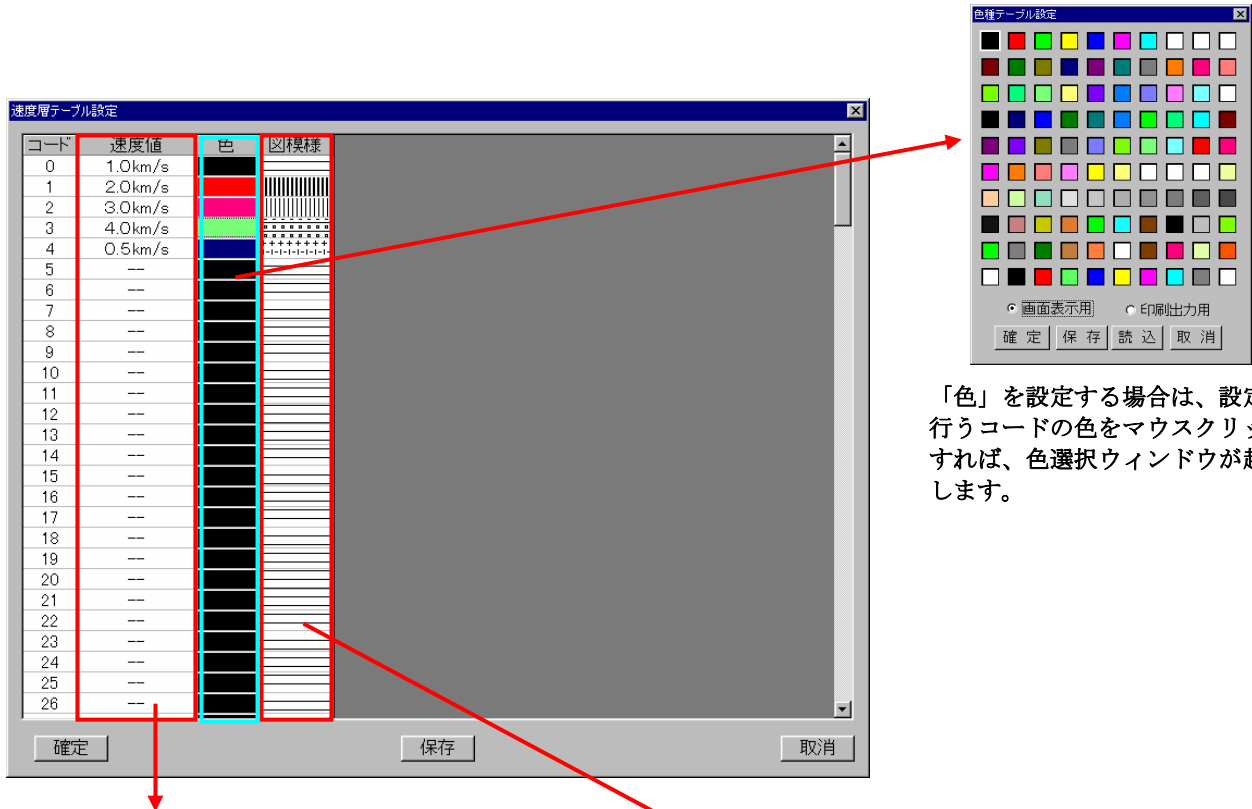 色種テーブル設定
画面表示用 印刷出力用
確 定 保 存 読 込 取 消
「色」を設定する場合は、設定
行うコードの色をマウスクリッ
すれば、色選択ウィンドウが起
します。
速度層テーブル設定
コード 速度値 色 図模様
0 1.0km/s
1 2.0km/s
2 3.0km/s
3 4.0km/s
4 0.5km/s
5 --
6 --
7 --
8 --
9 --
10 --
11 --
12 --
13 --
14 --
15 --
16 --
17 --
18 --
19 --
20 --
21 --
22 --
23 --
24 --
25 --
26 --
確定 保存 取消